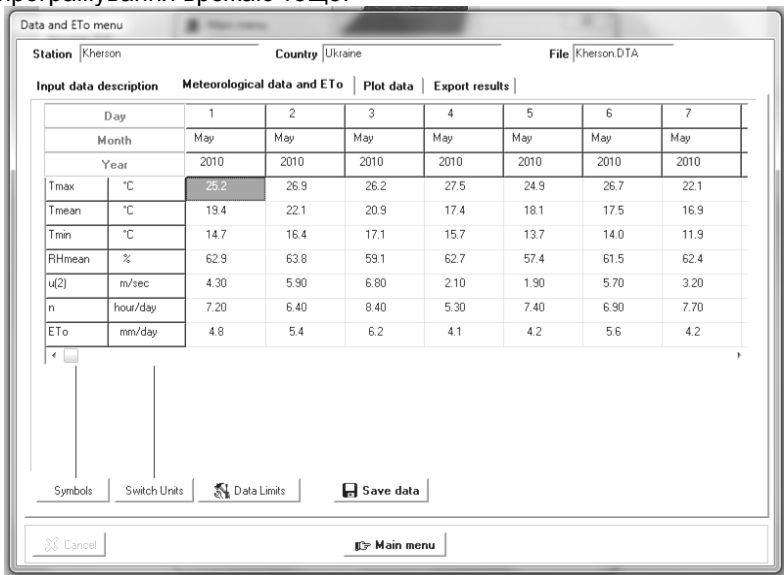 програмування врожаю тощо.
Data and ETo menu
Main menu
Station Kherson Country Ukraine File Kherson.DTA
Input data description Meteorological data and ETo Plot data Export results
Day 1 2 3 4 5 6 7
Month May May May May May May May
Year 2010 2010 2010 2010 2010 2010 2010
Tmax °C 25.2 26.9 26.2 27.5 24.9 26.7 22.1
Tmean °C 19.4 22.1 20.9 17.4 18.1 17.5 16.9
Tmin °C 14.7 16.4 17.1 15.7 13.7 14.0 11.9
RHmean % 62.9 63.8 59.1 62.7 57.4 61.5 62.4
u(2) m/sec 4.30 5.90 6.80 2.10 1.90 5.70 3.20
n hour/day 7.20 6.40 8.40 5.30 7.40 6.90 7.70
ETo mm/day 4.8 5.4 6.2 4.1 4.2 5.6 4.2
Symbols Switch Units Data Limits Save data
Cancel Main menu